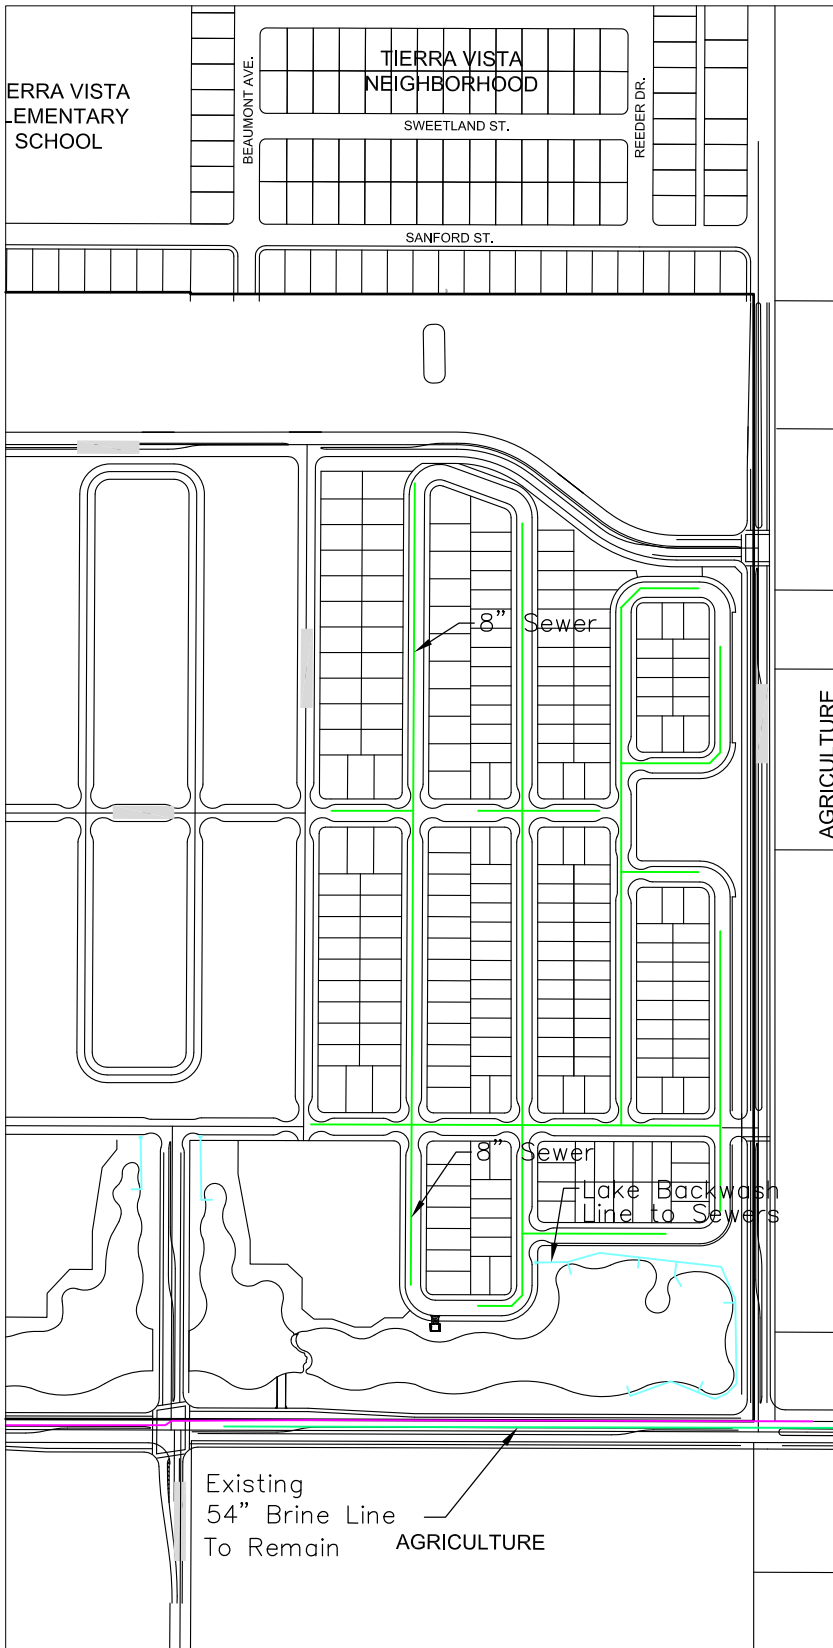 TIERRA VISTA
NEIGHBORHOOD
ERRA VISTA
LEMENTARY
SCHOOL
BEAUMONT AVE.
SWEETLAND ST.
REEDER DR.
SANFORD ST.
8” Sewer
AGRICULTURE
8” Sewer
Lake Backwash
Line to Sewers
Existing
54” Brine Line
To Remain
AGRICULTURE